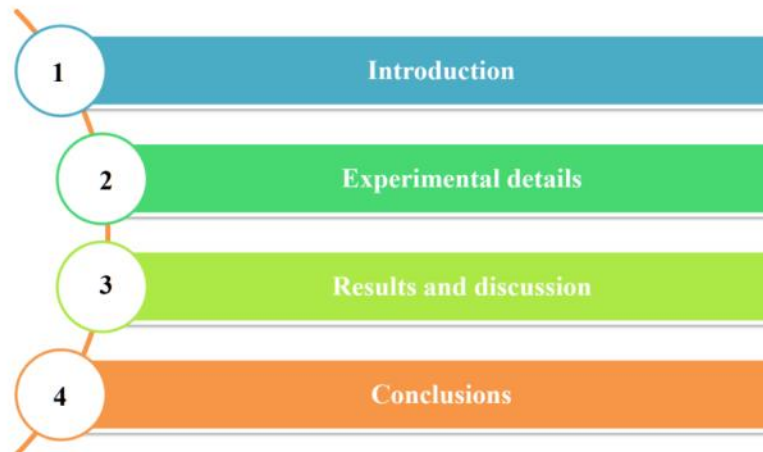 1 Introduction
2 Experimental details
3 Results and discussion
4 Conclusions